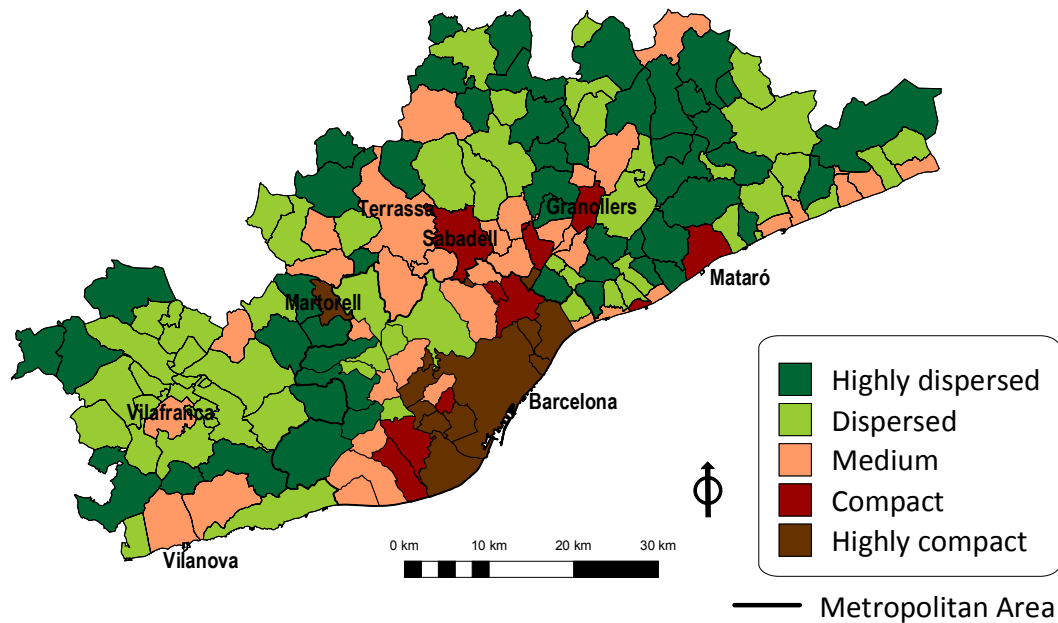 Terrassa
Granollers
Sabadell
Mataró
Martorell
Barcelona
Vilafranca
Vilanova
0 km 10 km 20 km 30 km
Highly dispersed
Dispersed
Medium
Compact
Highly compact
Metropolitan Area